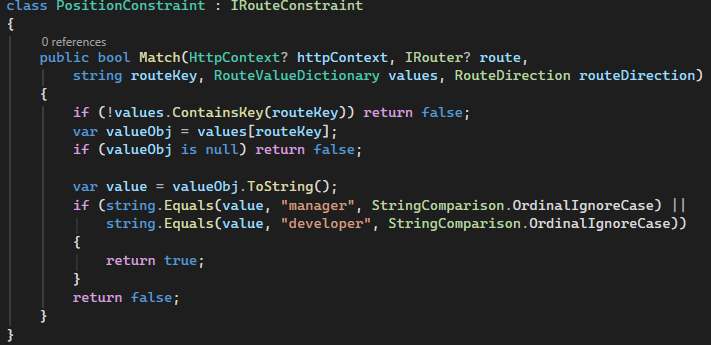 class PositionConstraint : IRouteConstraint
{
0 references
public bool Match(HttpContext? httpContext, IRouter? route,
string routeKey, RouteValueDictionary values, RouteDirection routeDirection)
{
if (!values.ContainsKey(routeKey)) return false;
var valueObj = values[routeKey];
if (valueObj is null) return false;
var value = valueObj.ToString();
if (string.Equals(value, "manager", StringComparison.OrdinalIgnoreCase) ||
string.Equals(value, "developer", StringComparison.OrdinalIgnoreCase))
{
return true;
}
return false;
}
}